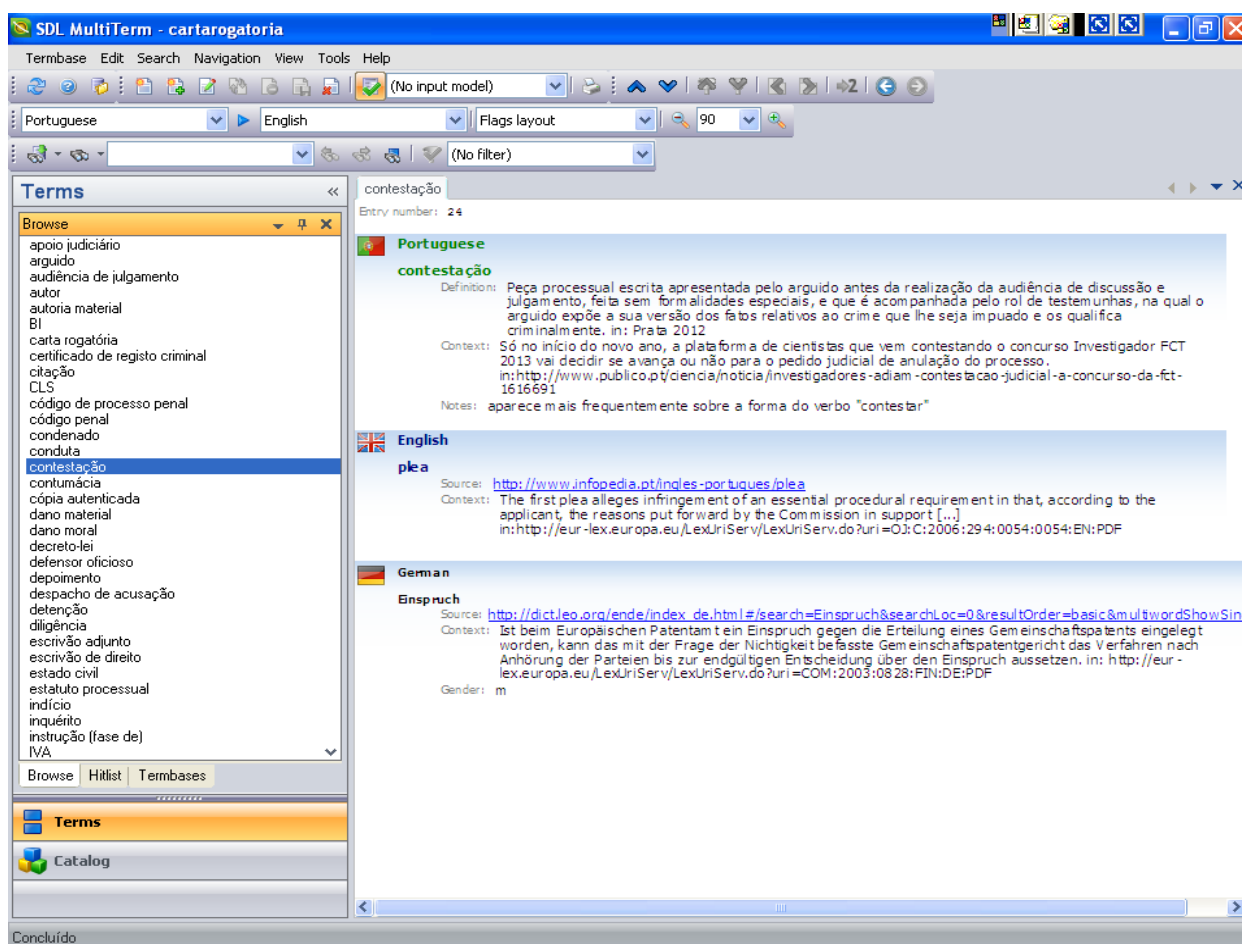 SDL MultiTerm - cartarogatoria
Termbase Edit Search Navigation View Tools Help
(No input model)
Portuguese English Flags layout 90
(No filter)
Terms
Browse
apoio judiciário
arguido
audiência de julgamento
autor
autoria material
BI
carta rogatória
certificado de registo criminal
citação
CLS
código de processo penal
código penal
condenado
conduta
contestação
contumácia
cópia autenticada
dano material
dano moral
decreto-lei
defensor oficioso
depoimento
despacho de acusação
detenção
diligência
escrivão adjunto
escrivão de direito
estado civil
estatuto processual
indício
inquérito
instrução (fase de)
IVA
Browse Hitlist Termbases
Terms
Catalog
contestação
Entry number: 24
Portuguese
contestação
Definition: Peça processual escrita apresentada pelo arguido antes da realização da audiência de discussão e
julgamento, feita sem formalidades especiais, e que é acompanhada pelo rol de testemunhas, na qual o
arguido expõe a sua versão dos fatos relativos ao crime que lhe seja impuado e os qualifica
criminalmente. in: Prata 2012
Context: Só no início do novo ano, a plataforma de cientistas que vem contestando o concurso Investigador FCT
2013 vai decidir se avança ou não para o pedido judicial de anulação do processo.
in:http://www.publico.pt/ciencia/noticia/investigadores-adiam-contestacao-judicial-a-concurso-da-fct-
1616691
Notes: aparece mais frequentemente sobre a forma do verbo "contestar"
English
plea
Source: http://www.infopedia.pt/ingles-portugues/plea
Context: The first plea alleges infringement of an essential procedural requirement in that, according to the
applicant, the reasons put forward by the Commission in support [...]
in:http://eur-lex.europa.eu/LexUriServ/LexUriServ.do?uri=OJ:C:2006:294:0054:0054:EN:PDF
German
Einspruch
Source: http://dict.leo.org/ende/index_de.html#/search=Einspruch&searchLoc=0&resultOrder=basic&multiwordShowSin
Context: Ist beim Europäischen Patentamt ein Einspruch gegen die Erteilung eines Gemeinschaftspatents eingelegt
worden, kann das mit der Frage der Nichtigkeit befasste Gemeinschaftspatentgericht das Verfahren nach
Anhörung der Parteien bis zur endgültigen Entscheidung über den Einspruch aussetzen. in: http://eur-
lex.europa.eu/LexUriServ/LexUriServ.do?uri=COM:2003:0828:FIN:DE:PDF
Gender: m
Concluído